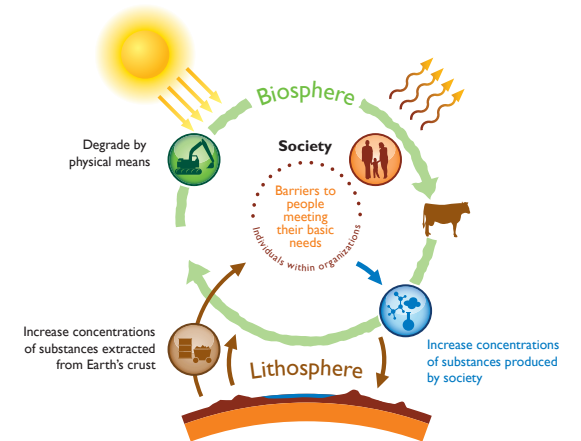 Biosphere
Degrade by
physical means
Society
Barriers to
people
meeting
their basic
needs
Individuals within organizations
Increase concentrations
of substances extracted
from Earth's crust
Lithosphere
Increase concentrations
of substances produced
by society